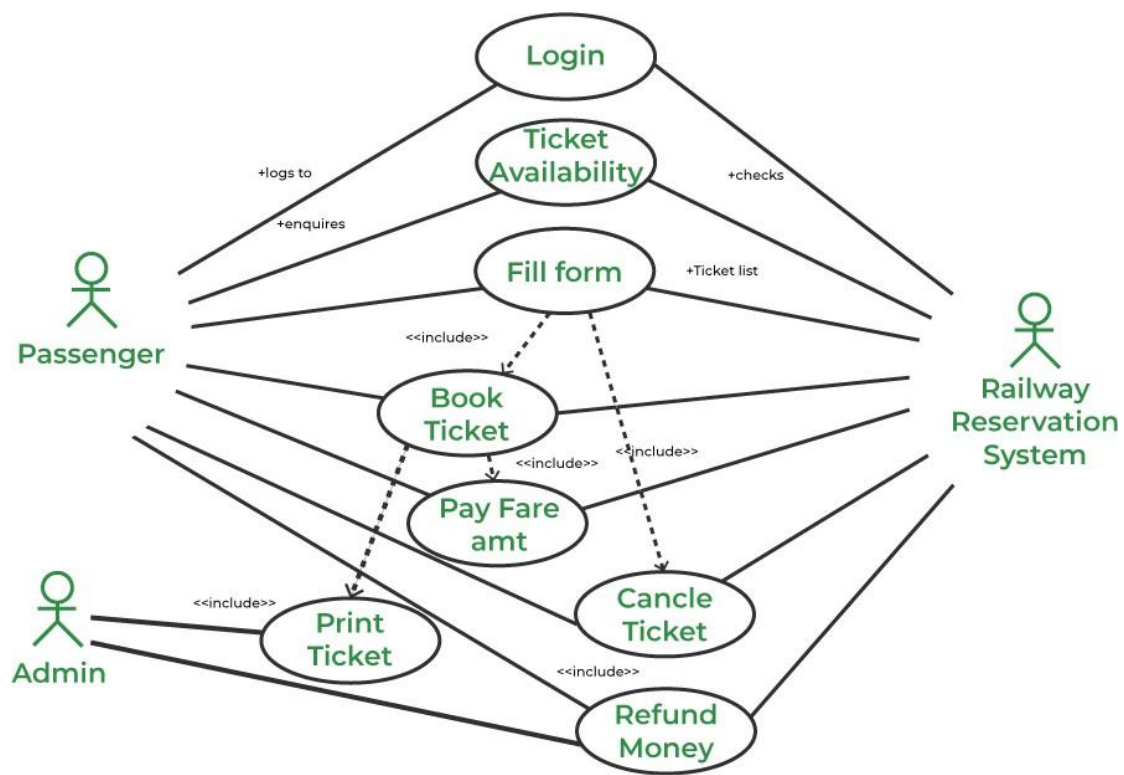 Login
Ticket
Availability
+logs to
+checks
+enquires
Fill form
+Ticket list
Passenger
<<include>>
Book
Ticket
Railway
Reservation
System
<<include>>
<<include>>
Pay Fare
amt
<<include>>
Cancle
Ticket
Print
Ticket
Admin
<<include>>
Refund
Money